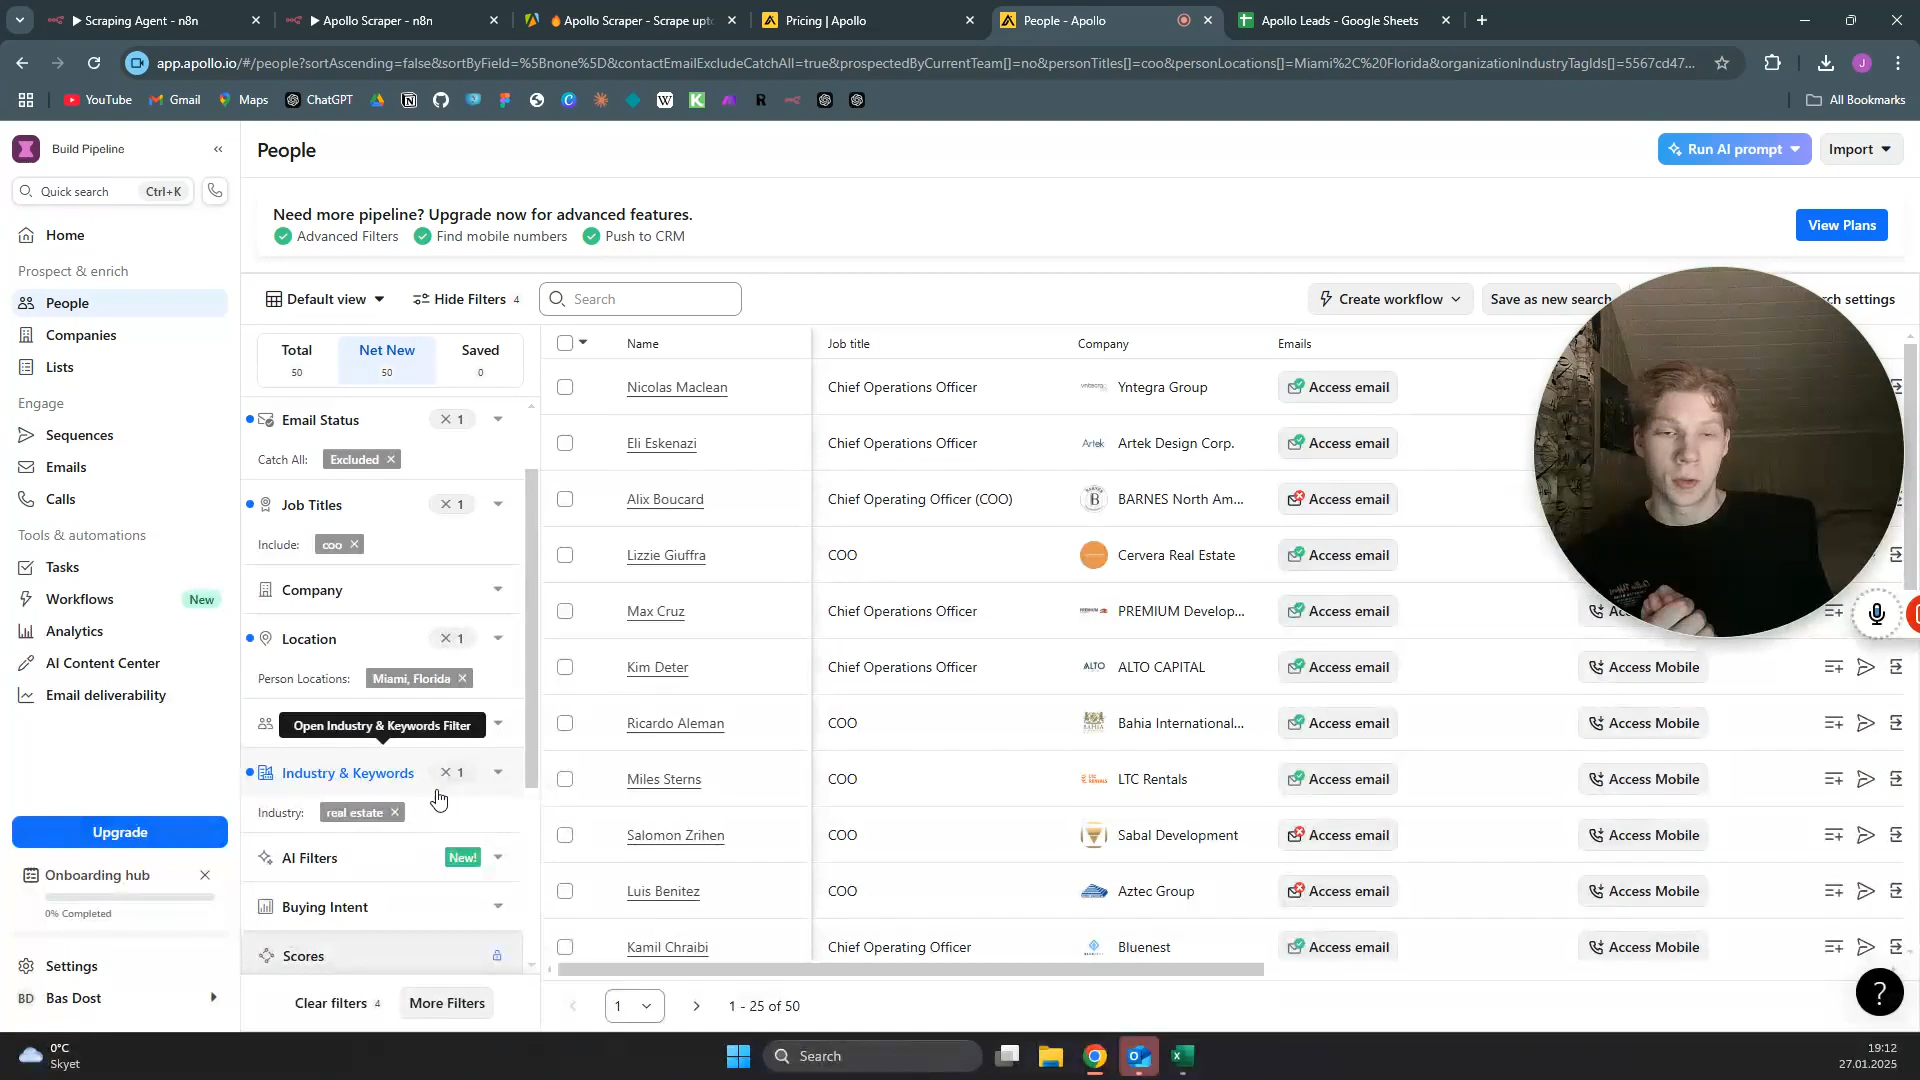 Scraping Agent - n8n
Apollo Scraper - n8n
Apollo Scraper - Scrape upto
Pricing | Apollo
People - Apollo
Apollo Leads - Google Sheets
app.apollo.io/#/people?sortAscending=false&sortByField=%5Bnone%5D&contactEmailExcludeCatchAll=true&prospectedByCurrentTeam[]=no&personTitles[]=coo&personLocations[]=Miami%2C%20Florida&organizationIndustryTagIds[]=5567cd47...
J
YouTube
Gmail
Maps
ChatGPT
All Bookmarks
Build Pipeline
Quick search Ctrl+K
Home
Prospect & enrich
People
Companies
Lists
Engage
Sequences
Emails
Calls
Tools & automations
Tasks
Workflows New
Analytics
AI Content Center
Email deliverability
Upgrade
Onboarding hub
0% Completed
Settings
BD Bas Dost
People
Run AI prompt
Import
Need more pipeline? Upgrade now for advanced features.
Advanced Filters Find mobile numbers Push to CRM
View Plans
Default view
Hide Filters 4
Search
Create workflow
Save as new search
ch settings
Total
50
Net New
50
Saved
0
Email Status 1
Catch All: Excluded
Job Titles 1
Include: coo
Company
Location 1
Person Locations: Miami, Florida
Open Industry & Keywords Filter
Industry & Keywords 1
Industry: real estate
AI Filters New!
Buying Intent
Scores
Clear filters 4
More Filters
Name Job title Company Emails
Nicolas Maclean Chief Operations Officer Yntegra Group Access email
Eli Eskenazi Chief Operations Officer Artek Design Corp. Access email
Alix Boucard Chief Operating Officer (COO) BARNES North Am... Access email
Lizzie Giuffra COO Cervera Real Estate Access email
Max Cruz Chief Operations Officer PREMIUM Develop... Access email Ac
Kim Deter Chief Operations Officer ALTO ALTO CAPITAL Access email Access Mobile
Ricardo Aleman COO Bahia International... Access email Access Mobile
Miles Sterns COO LTC Rentals Access email Access Mobile
Salomon Zrihen COO Sabal Development Access email Access Mobile
Luis Benitez COO Aztec Group Access email Access Mobile
Kamil Chraibi Chief Operating Officer Bluenest Access email Access Mobile
1
1 - 25 of 50
?
0°C
Skyet
Search
19:12
27.01.2025